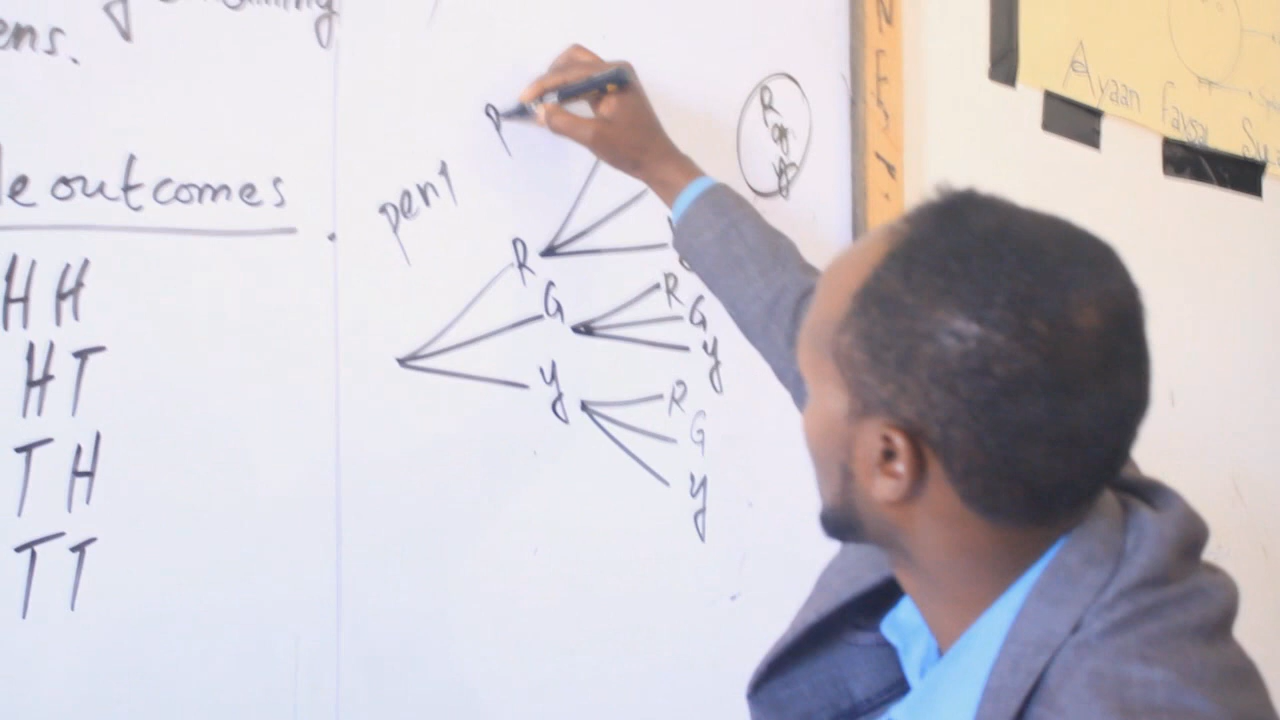 ens.
le outcomes
H H
H T
T H
T T
pen1
P
R
G
y
R
G
y
R
G
y
R
Ayaan Faysal